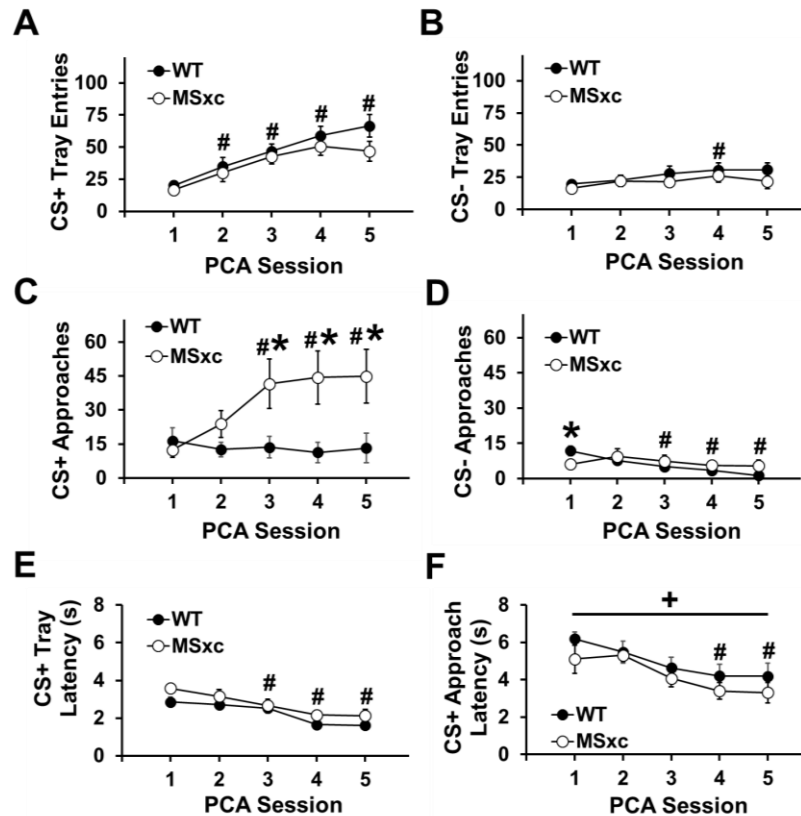 A
CS+ Tray Entries
WT
MSxc
100
75
50
25
0
# # # #
1 2 3 4 5
PCA Session
B
CS- Tray Entries
WT
MSxc
100
75
50
25
0
#
1 2 3 4 5
PCA Session
C
CS+ Approaches
WT
MSxc
60
45
30
15
0
#* #* #*
1 2 3 4 5
PCA Session
D
CS- Approaches
WT
MSxc
60
45
30
15
0
* # # #
1 2 3 4 5
PCA Session
E
CS+ Tray
Latency (s)
WT
MSxc
8
6
4
2
0
# # #
1 2 3 4 5
PCA Session
F
CS+ Approach
Latency (s)
8
6
4
2
0
+
# #
WT
MSxc
1 2 3 4 5
PCA Session